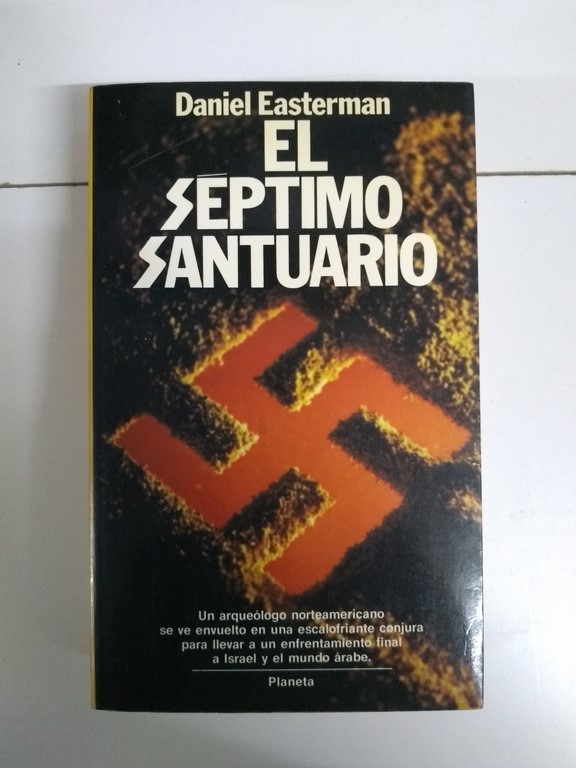 Daniel Easterman
EL
SÉPTIMO
SANTUARIO
Un arqueólogo norteamericano
se ve envuelto en una escalofriante conjura
para llevar a un enfrentamiento final
a Israel y el mundo árabe.
Planeta